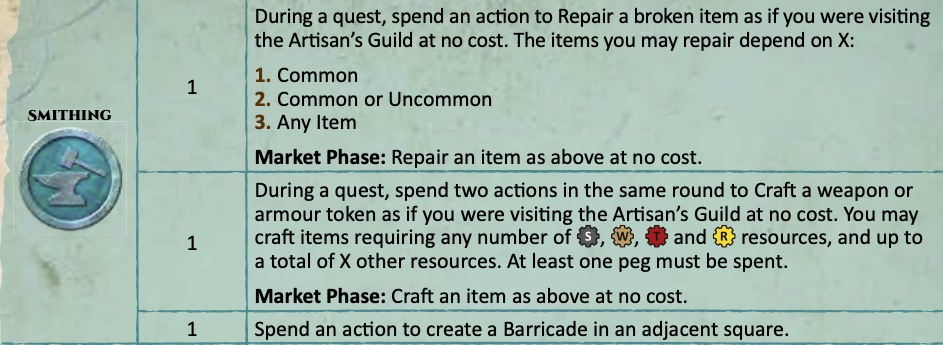 During a quest, spend an action to Repair a broken item as if you were visiting
the Artisan's Guild at no cost. The items you may repair depend on X:
1. Common
2. Common or Uncommon
3. Any Item
Market Phase: Repair an item as above at no cost.
1
SMITHING
During a quest, spend two actions in the same round to Craft a weapon or
armour token as if you were visiting the Artisan's Guild at no cost. You may
craft items requiring any number of S, W, T and R resources, and up to
a total of X other resources. At least one peg must be spent.
Market Phase: Craft an item as above at no cost.
1
1
Spend an action to create a Barricade in an adjacent square.